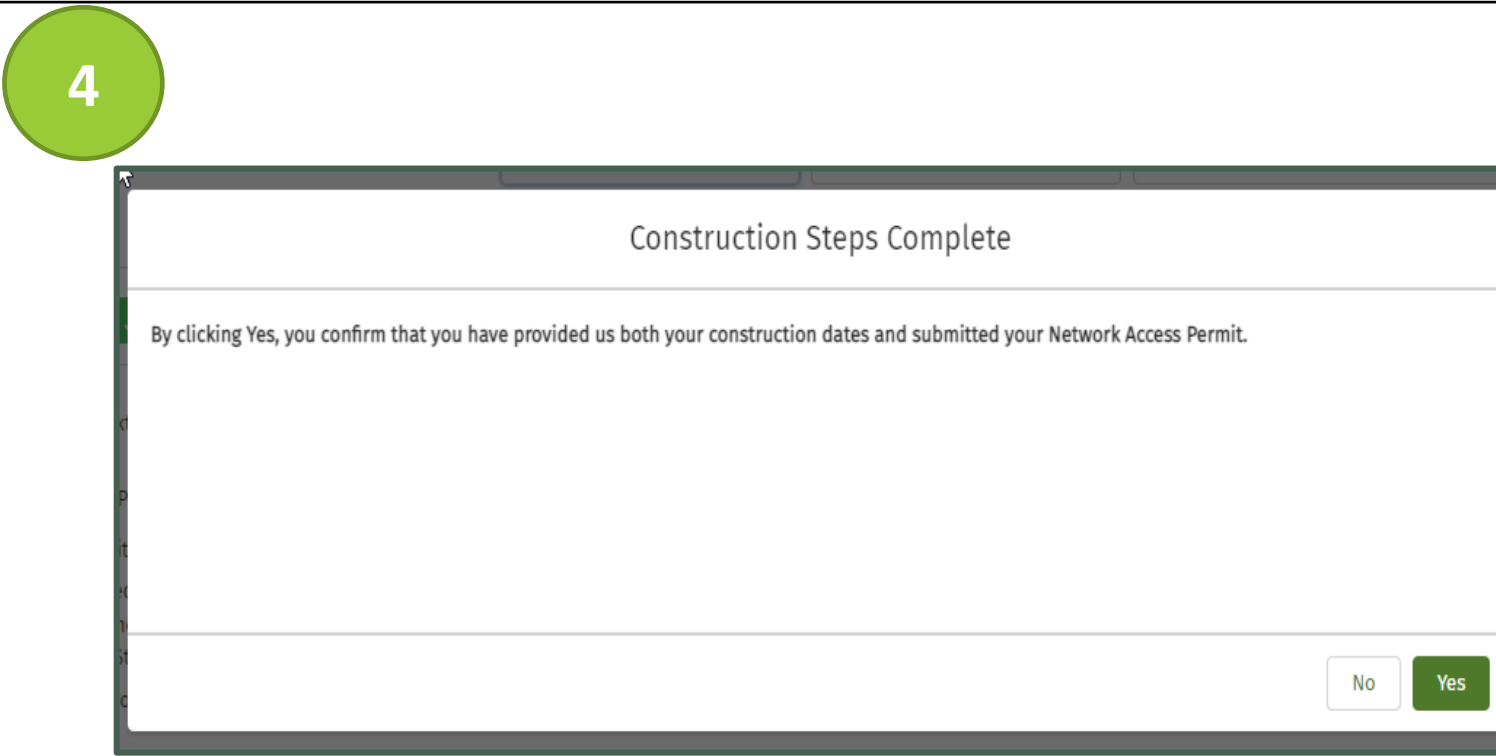 4
Construction Steps Complete
By clicking Yes, you confirm that you have provided us both your construction dates and submitted your Network Access Permit.
No
Yes